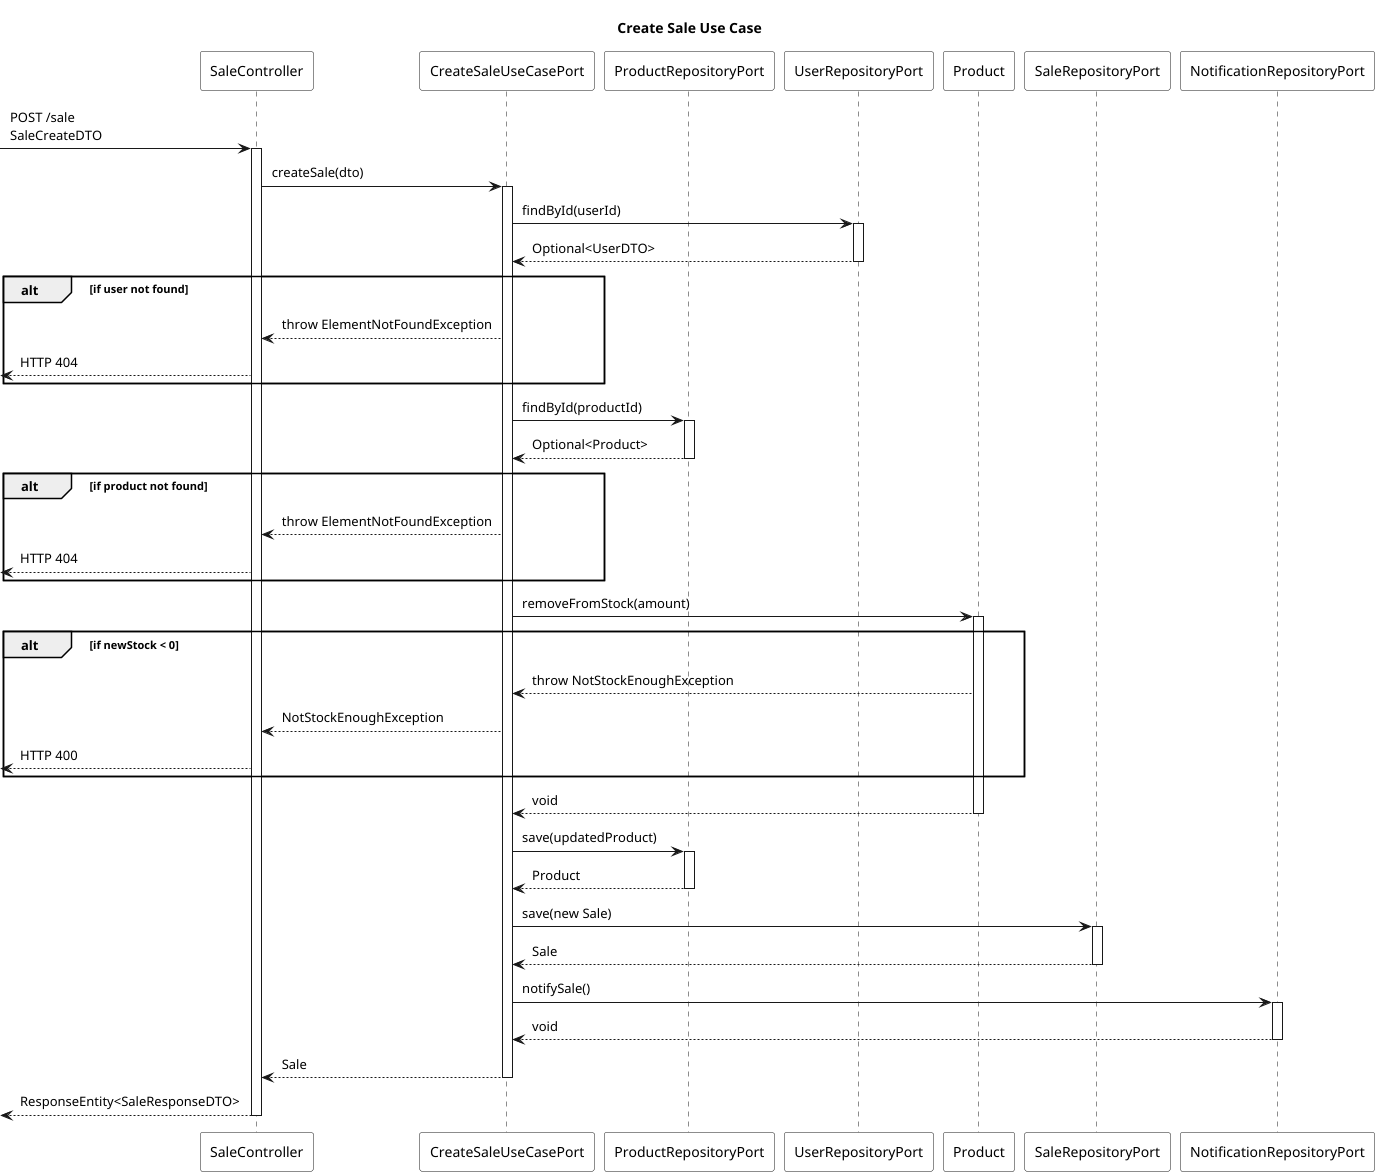 Create Sale Use Case
SaleController
CreateSaleUseCasePort
ProductRepositoryPort
UserRepositoryPort
Product
SaleRepositoryPort
NotificationRepositoryPort
POST /sale
SaleCreateDTO
createSale(dto)
findById(userId)
Optional<UserDTO>
alt [if user not found]
throw ElementNotFoundException
HTTP 404
findById(productId)
Optional<Product>
alt [if product not found]
throw ElementNotFoundException
HTTP 404
removeFromStock(amount)
alt [if newStock < 0]
throw NotStockEnoughException
NotStockEnoughException
HTTP 400
void
save(updatedProduct)
Product
save(new Sale)
Sale
notifySale()
void
Sale
ResponseEntity<SaleResponseDTO>
SaleController
CreateSaleUseCasePort
ProductRepositoryPort
UserRepositoryPort
Product
SaleRepositoryPort
NotificationRepositoryPort